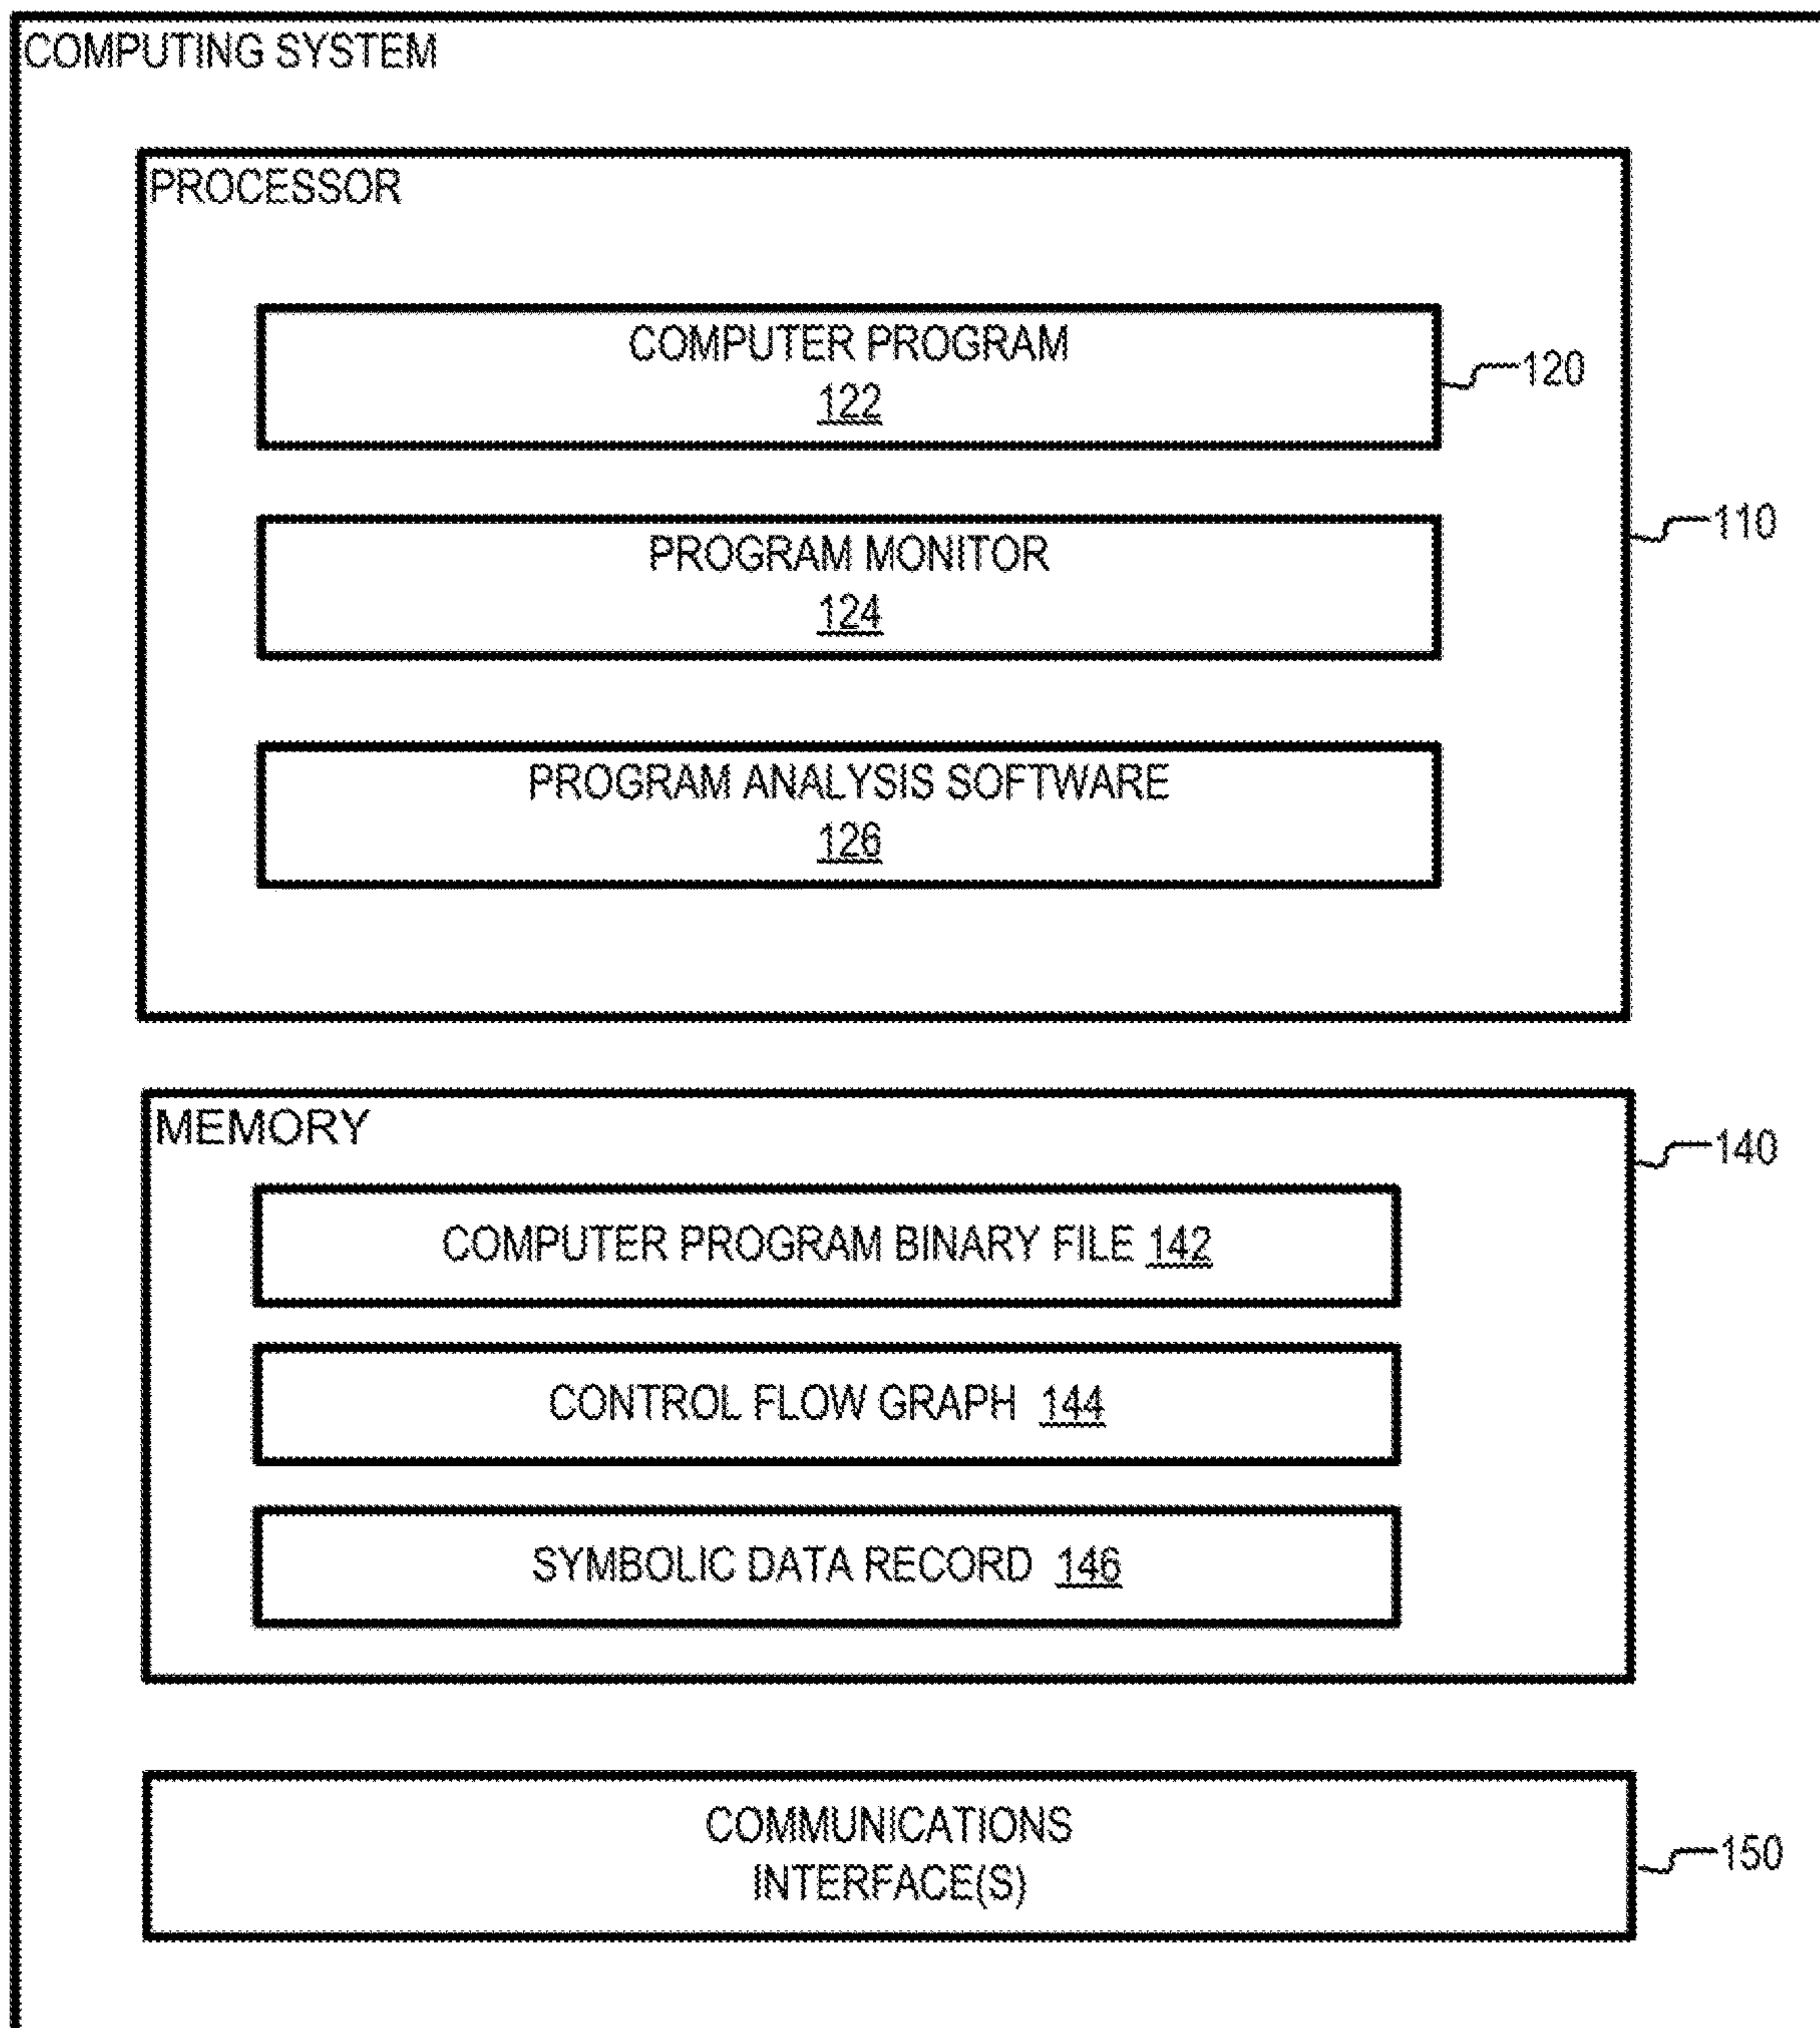 COMPUTING SYSTEM
PROCESSOR
COMPUTER PROGRAM
122
120
110
PROGRAM MONITOR
124
PROGRAM ANALYSIS SOFTWARE
126
MEMORY
140
COMPUTER PROGRAM BINARY FILE 142
CONTROL FLOW GRAPH 144
SYMBOLIC DATA RECORD 146
COMMUNICATIONS
INTERFACE(S)
150